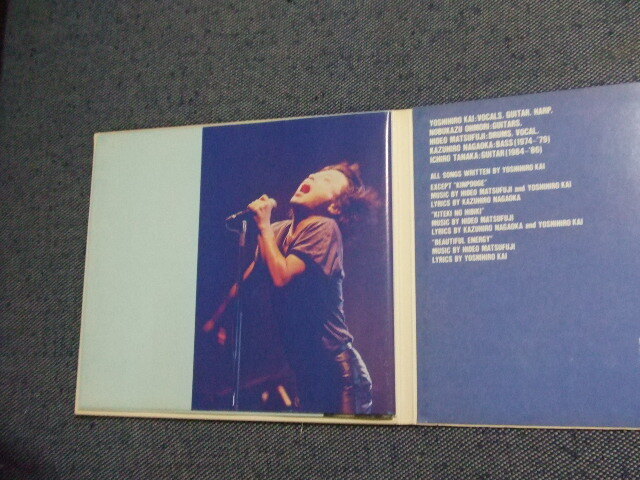 YOSHIHIRO KAI:VOCALS. GUITAR. HARP.
NOBUKAZU OHMORI:GUITARS.
HIDEO MATSUFUJI:DRUMS. VOCAL.
KAZUHIRO NAGAOKA:BASS(1974-'79)
ICHIRO TANAKA:GUITAR(1984-'86)
ALL SONGS WRITTEN BY YOSHIHIRO KAI
EXCEPT "KINPOUGE"
MUSIC BY HIDEO MATSUFUJI and YOSHIHIRO KAI
LYRICS BY KAZUHIRO NAGAOKA
"KITEKI NO HIBIKI"
MUSIC BY HIDEO MATSUFUJI
LYRICS BY KAZUHIRO NAGAOKA and YOSHIHIRO KAI
"BEAUTIFUL ENERGY"
MUSIC BY HIDEO MATSUFUJI
LYRICS BY YOSHIHIRO KAI